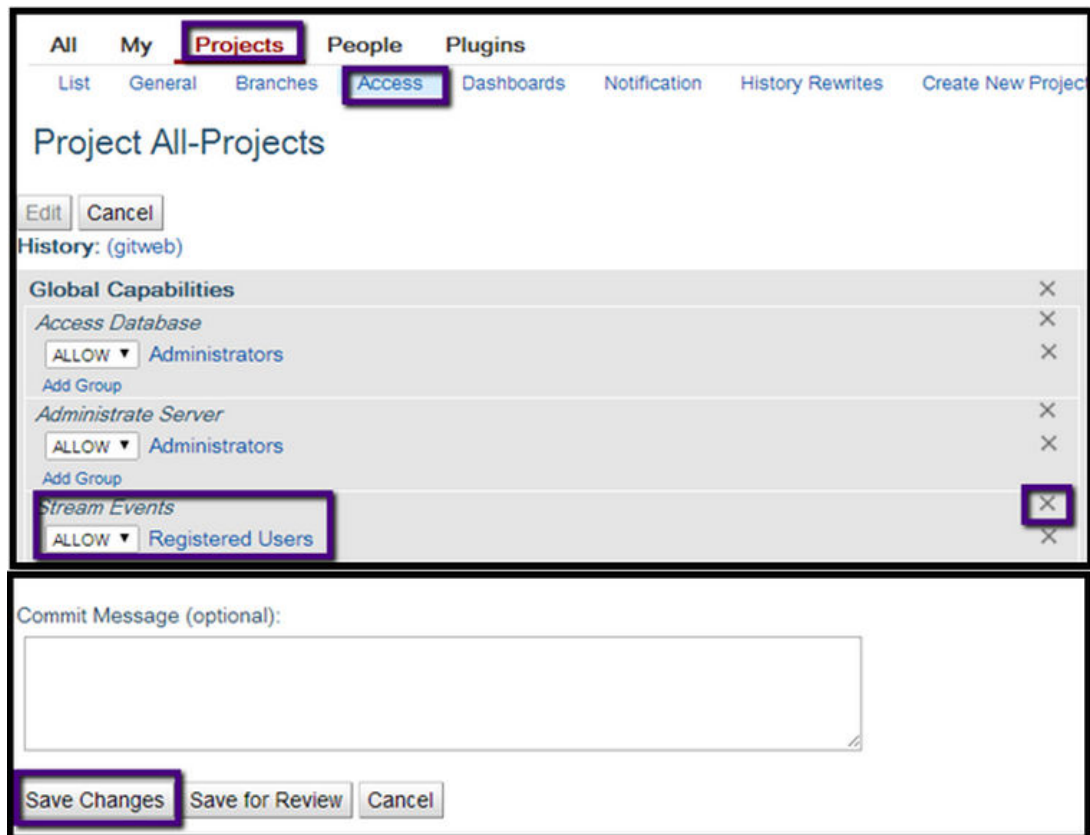 All My Projects People Plugins
List General Branches Access Dashboards Notification History Rewrites Create New Projec
Project All-Projects
Edit Cancel
History: (gitweb)
Global Capabilities
Access Database
ALLOW Administrators
Add Group
Administrate Server
ALLOW Administrators
Add Group
Stream Events
ALLOW Registered Users
Commit Message (optional):
Save Changes Save for Review Cancel